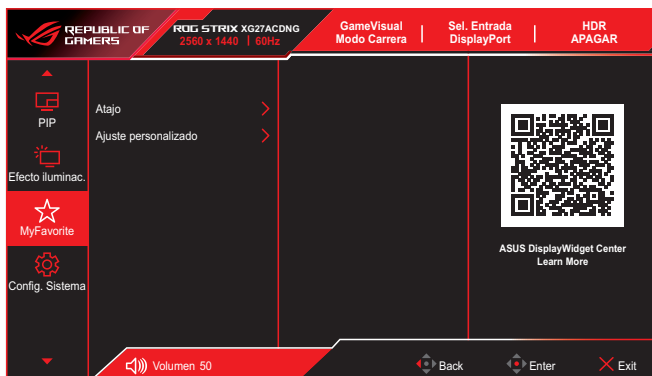 REPUBLIC OF
GAMERS
ROG STRIX XG27ACDNG
2560 x 1440 | 60Hz
GameVisual
Modo Carrera
Sel. Entrada
DisplayPort
HDR
APAGAR
PIP
Efecto iluminac.
MyFavorite
Config. Sistema
Atajo
Ajuste personalizado
ASUS DisplayWidget Center
Learn More
Volumen 50
Back
Enter
Exit